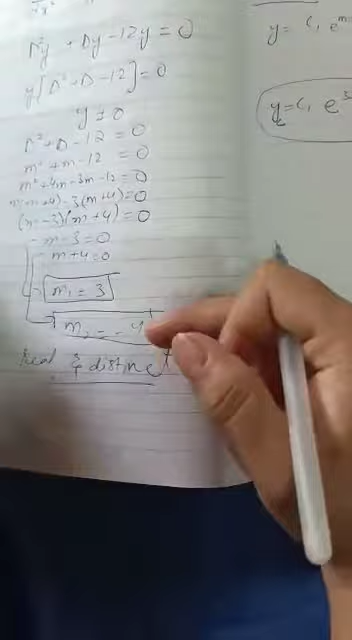 D²y + Dy - 12y = 0
y[D² + D - 12] = 0
y ≠ 0
D² + D - 12 = 0
m² + m - 12 = 0
m² + 4m - 3m - 12 = 0
m(m+4) - 3(m+4) = 0
(m-3)(m+4) = 0
m - 3 = 0
m + 4 = 0
m₁ = 3
m₂ = -4
Real & distinct
y = C₁ e^m
y = C₁ e^3